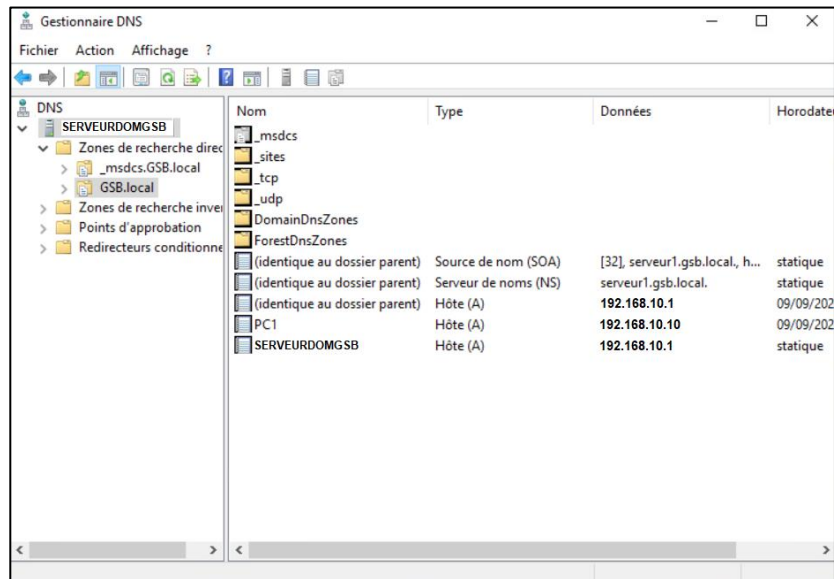 Gestionnaire DNS
Fichier Action Affichage ?
DNS
SERVEURDOMGSB
Zones de recherche direc
_msdcs.GSB.local
GSB.local
Zones de recherche inver
Points d'approbation
Redirecteurs conditionne
Nom Type Données Horodate
_msdcs
_sites
_tcp
_udp
DomainDnsZones
ForestDnsZones
(identique au dossier parent) Source de nom (SOA) [32], serveur1.gsb.local., h... statique
(identique au dossier parent) Serveur de noms (NS) serveur1.gsb.local. statique
(identique au dossier parent) Hôte (A) 192.168.10.1 09/09/202
PC1 Hôte (A) 192.168.10.10 09/09/202
SERVEURDOMGSB Hôte (A) 192.168.10.1 statique